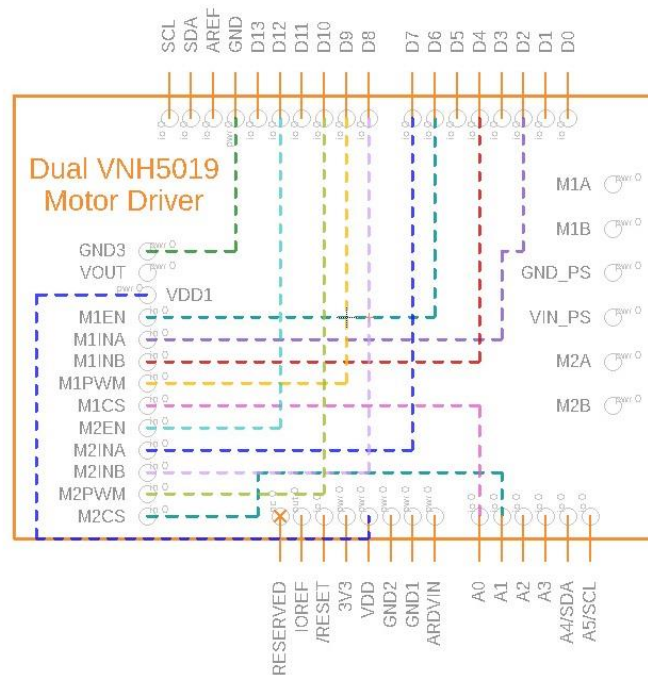 SCL
SDA
AREF
GND
D13
D12
D11
D10
D9
D8
D7
D6
D5
D4
D3
D2
D1
D0
Dual VNH5019
Motor Driver
M1A
M1B
GND_PS
VIN_PS
M2A
M2B
GND3
VOUT
VDD1
M1EN
M1INA
M1INB
M1PWM
M1CS
M2EN
M2INA
M2INB
M2PWM
M2CS
RESERVED
IOREF
/RESET
3V3
VDD
GND2
GND1
ARDVIN
A0
A1
A2
A3
A4/SDA
A5/SCL